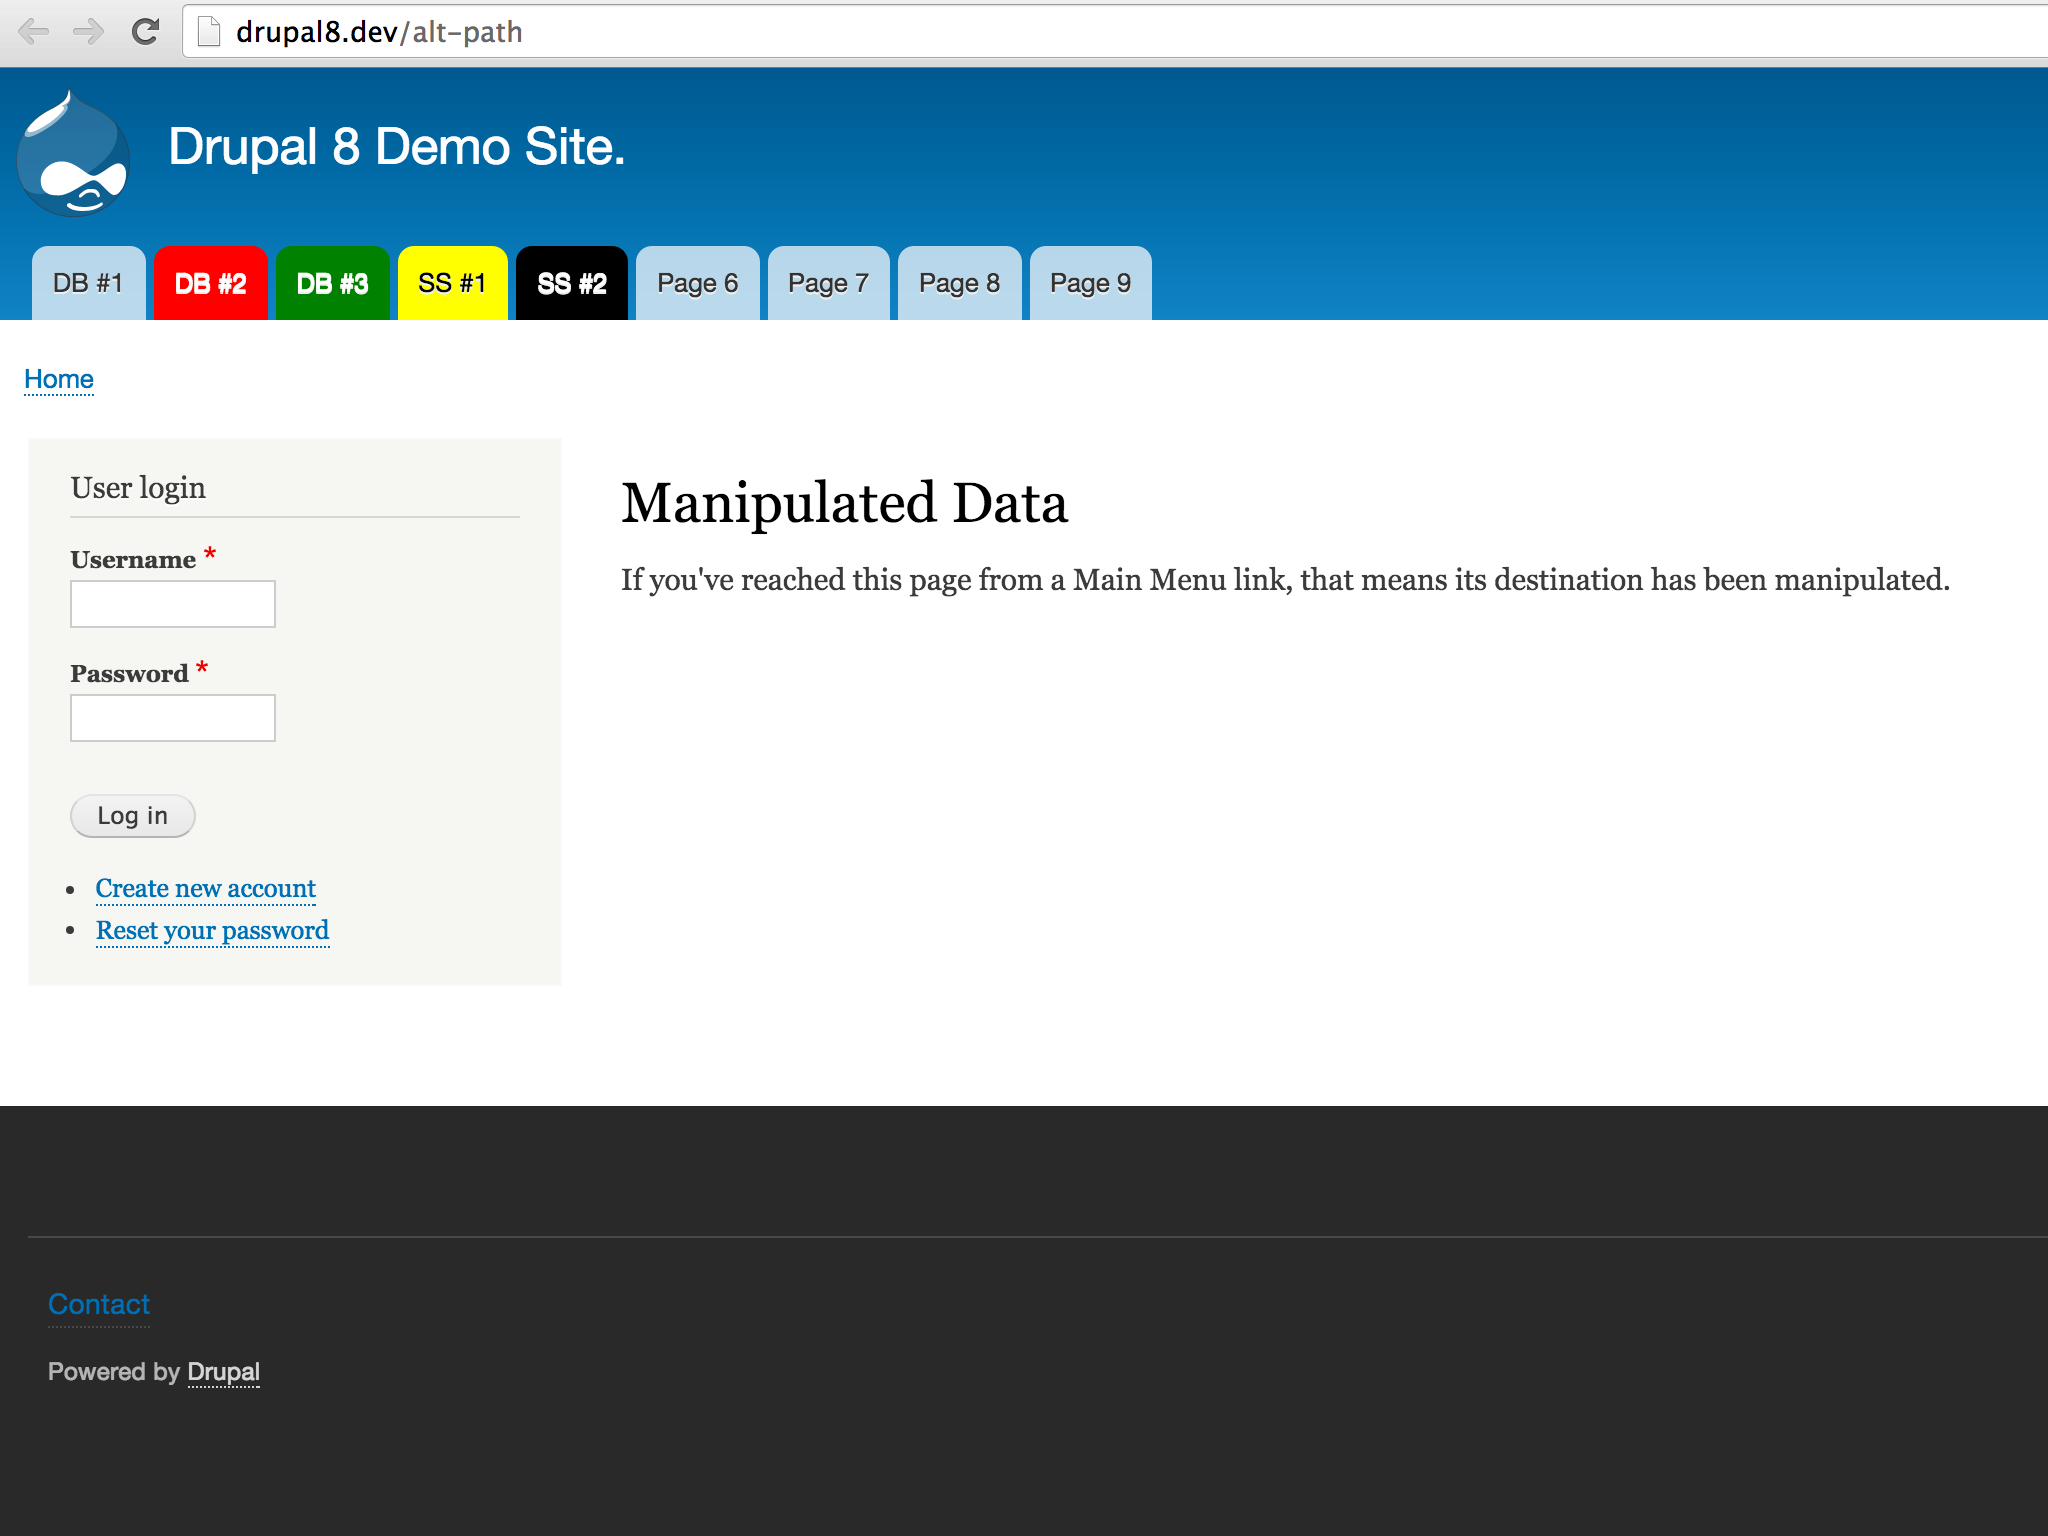 drupal8.dev/alt-path
Drupal 8 Demo Site.
DB #1 DB #2 DB #3 SS #1 SS #2 Page 6 Page 7 Page 8 Page 9
Home
User login
Username *
Password *
Log in
Create new account
Reset your password
Manipulated Data
If you've reached this page from a Main Menu link, that means its destination has been manipulated.
Contact
Powered by Drupal